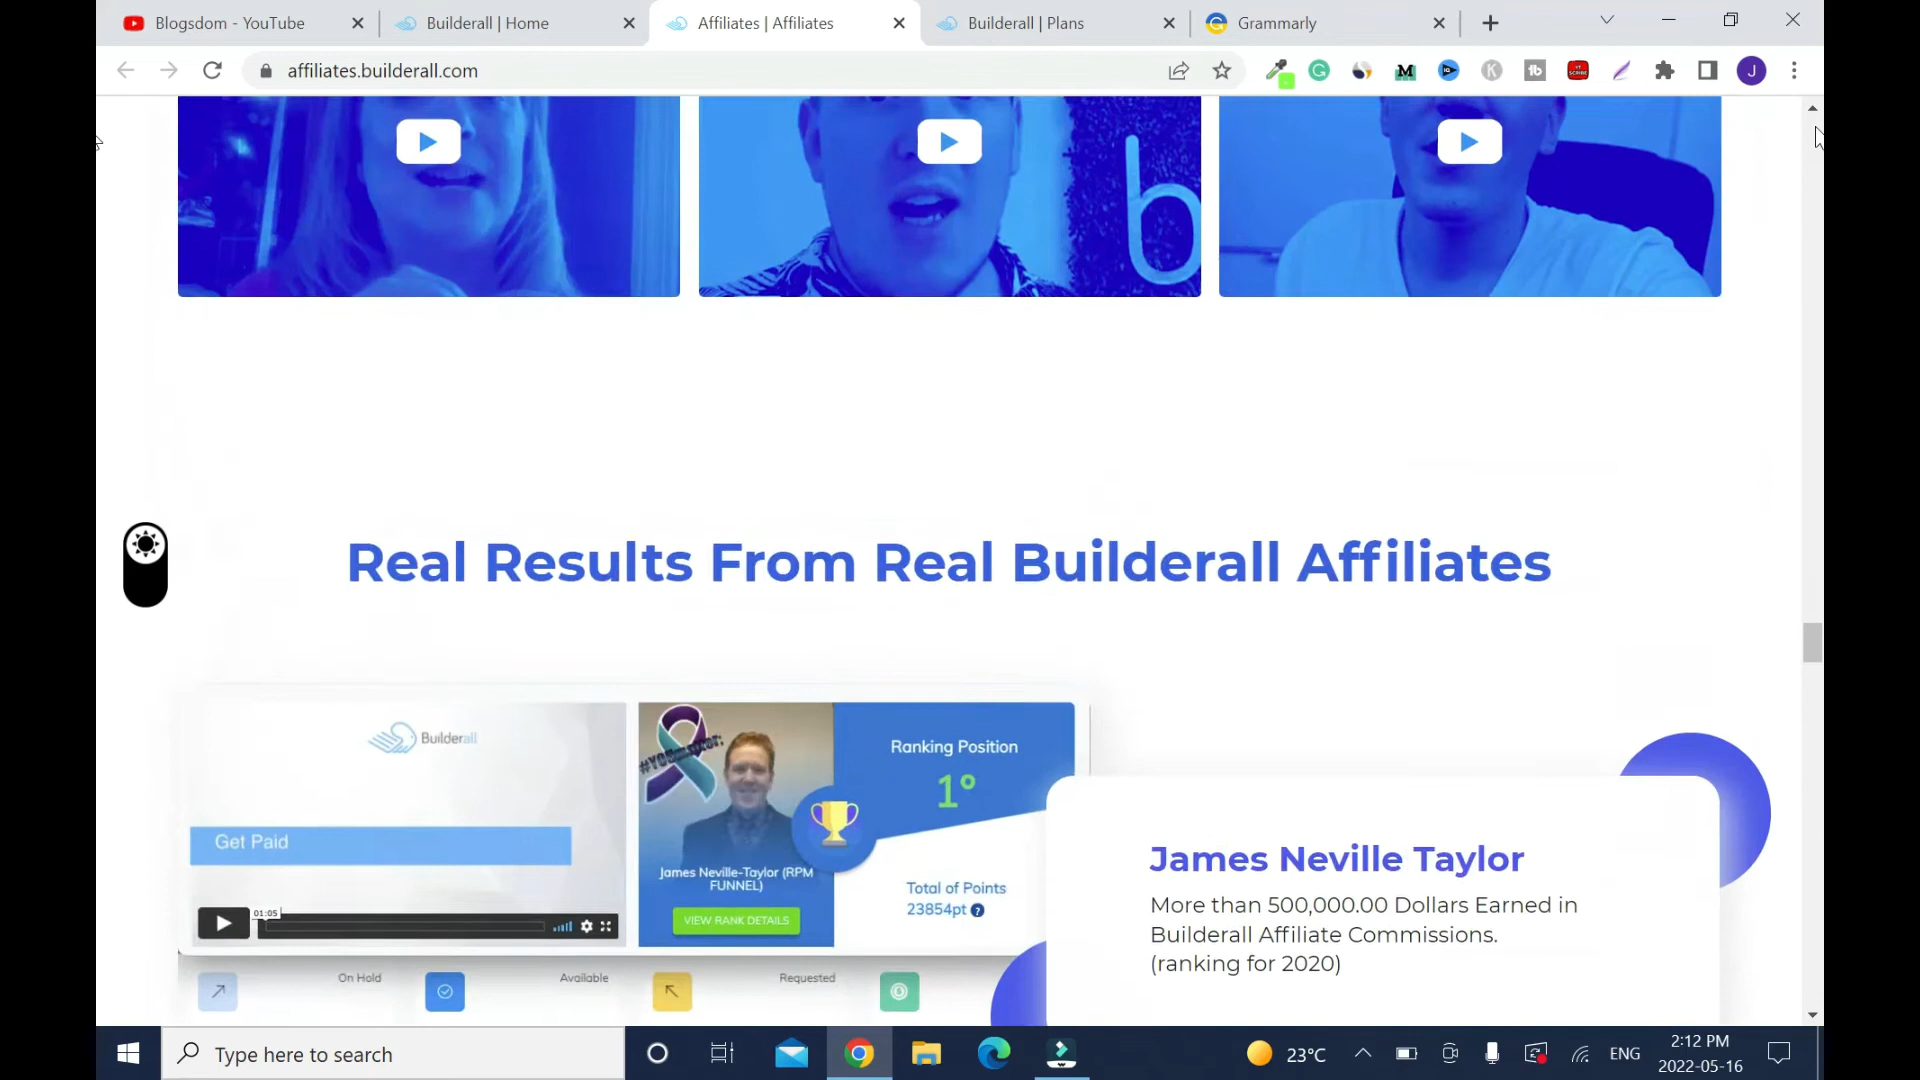 Blogsdom - YouTube
Builderall | Home
Affiliates | Affiliates
Builderall | Plans
Grammarly
affiliates.builderall.com
Real Results From Real Builderall Affiliates
Builderall
Get Paid
01:05
#YOUmatter;
James Neville-Taylor (RPM
FUNNEL)
VIEW RANK DETAILS
Ranking Position
1º
Total of Points
23854pt
James Neville Taylor
More than 500,000.00 Dollars Earned in
Builderall Affiliate Commissions.
(ranking for 2020)
On Hold
Available
Requested
Type here to search
23°C
ENG
2:12 PM
2022-05-16